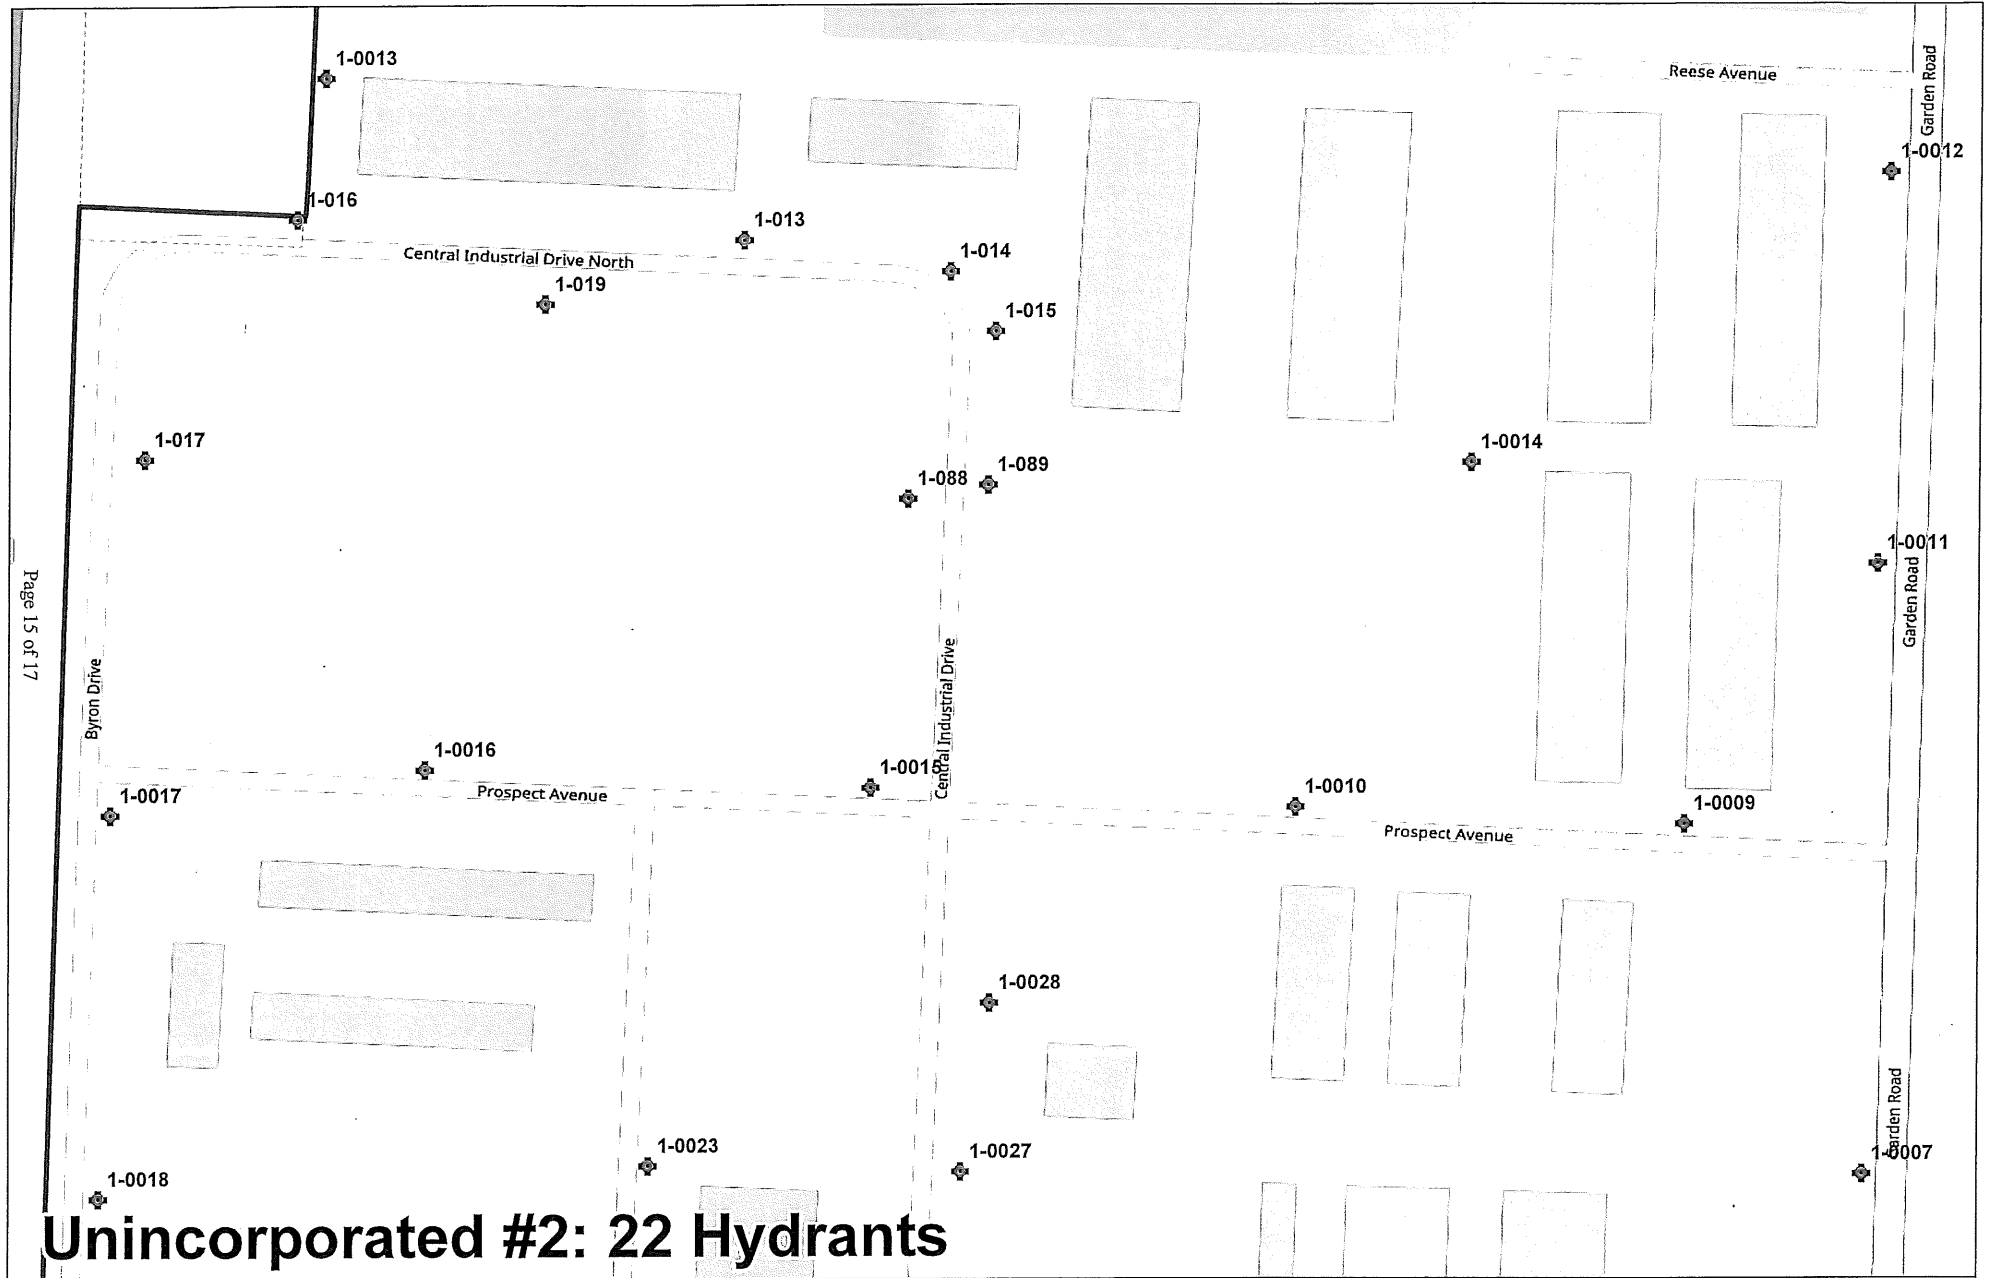 1-0013
Reese Avenue
Garden Road
1-0012
1-016
1-013
Central Industrial Drive North
1-014
1-019
1-015
1-017
1-0014
1-089
1-088
1-0011
Garden Road
Page 15 of 17
Byron Drive
Central Industrial Drive
1-0016
1-0015
1-0017
Prospect Avenue
1-0010
1-0009
Prospect Avenue
1-0028
Garden Road
1-0023
1-0027
1-0007
1-0018
Unincorporated #2: 22 Hydrants